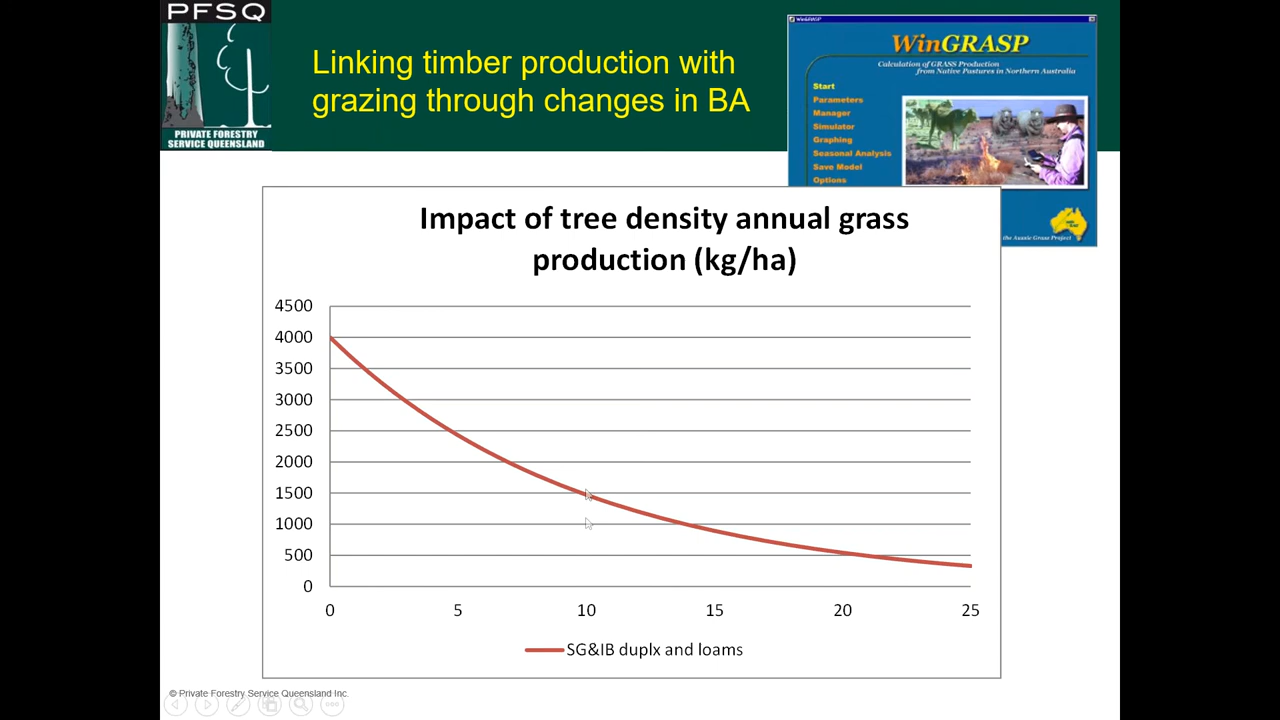 PFSQ
PRIVATE FORESTRY
SERVICE QUEENSLAND
Linking timber production with
grazing through changes in BA
WinGRASP
WinGRASP
Calculation of GRASS Production
from Native Pastures in Northern Australia
Start
Parameters
Manager
Simulator
Graphing
Seasonal Analysis
Save Model
Options
the Aussie Grass Project
Impact of tree density annual grass
production (kg/ha)
4500
4000
3500
3000
2500
2000
1500
1000
500
0
0 5 10 15 20 25
SG&IB duplx and loams
© Private Forestry Service Queensland Inc.